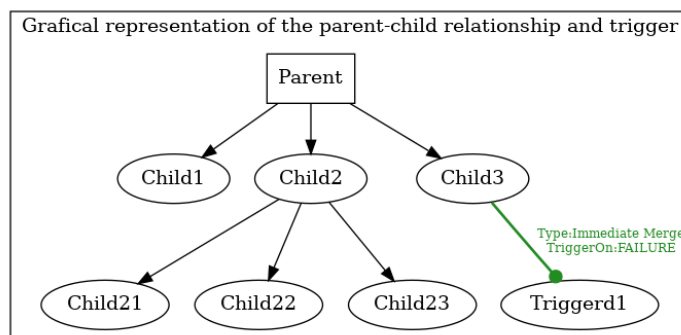 Grafical representation of the parent-child relationship and trigger
Parent
Child1
Child2
Child3
Type:Immediate Merge
TriggerOn:FAILURE
Child21
Child22
Child23
Triggerd1